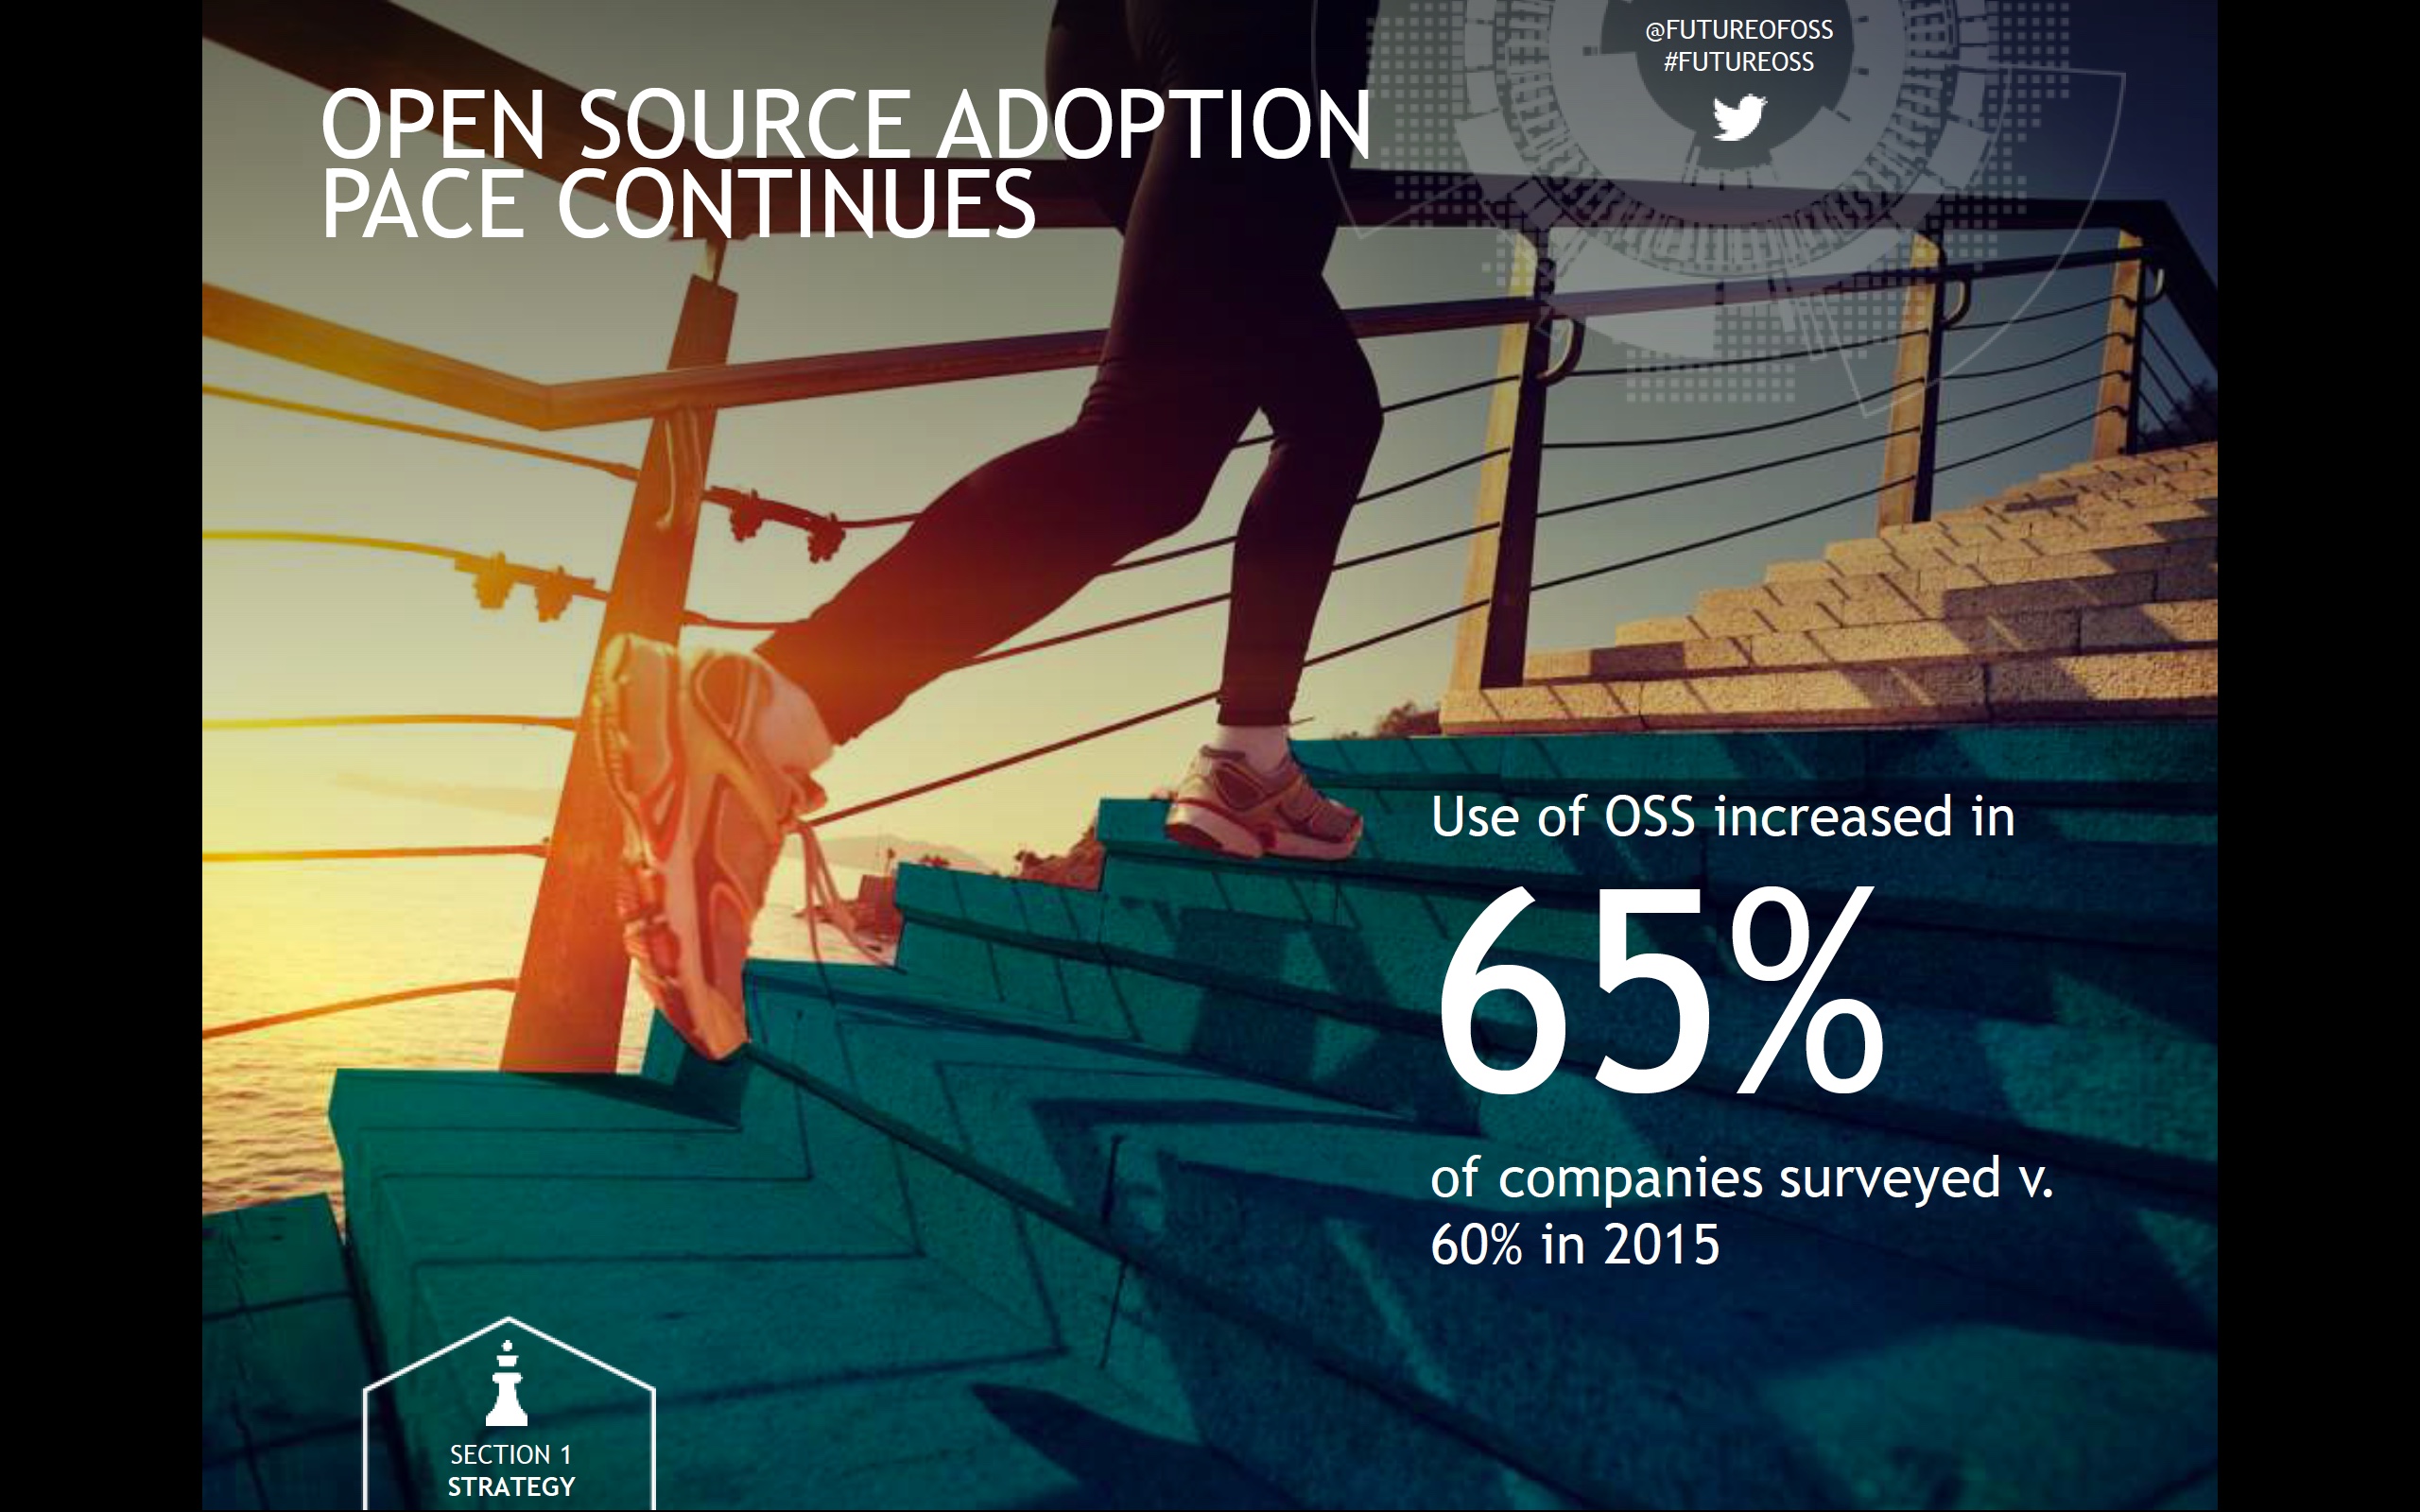 @FUTUREOFOSS
#FUTUREOSS
OPEN SOURCE ADOPTION
PACE CONTINUES
Use of OSS increased in
65%
of companies surveyed v.
60% in 2015
SECTION 1
STRATEGY